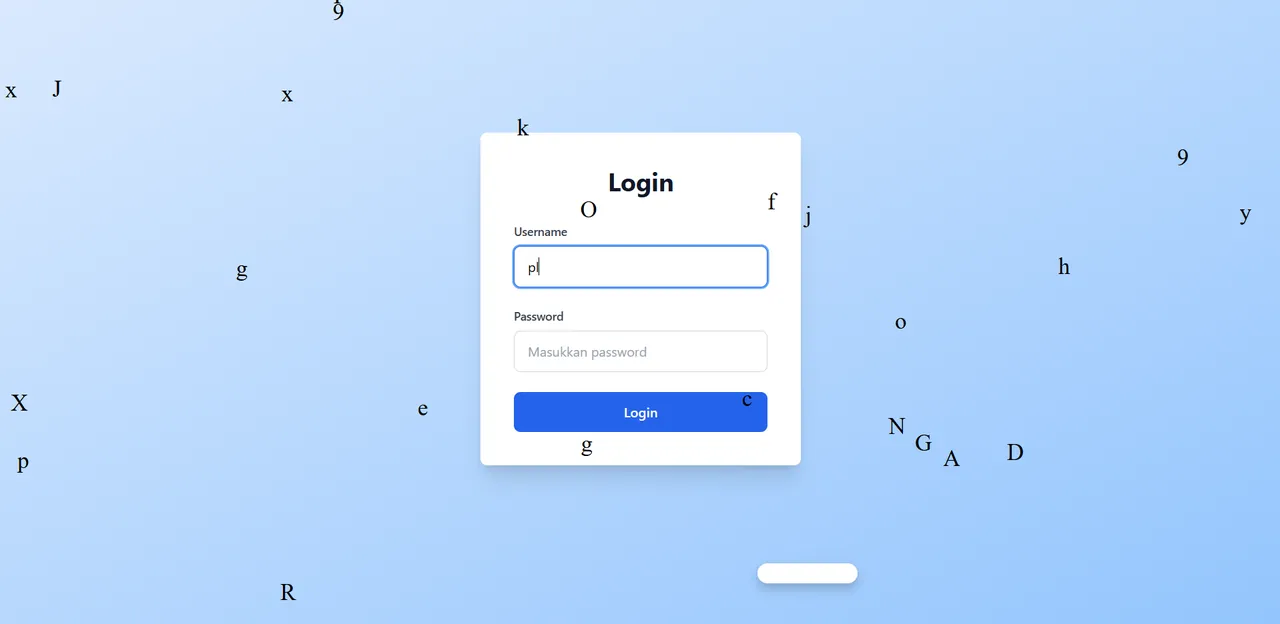 9
x J x
k
9
Login
O f j y
Username
g pl h
Password
o
Masukkan password
X e c
Login
N
G
g
p A D
R